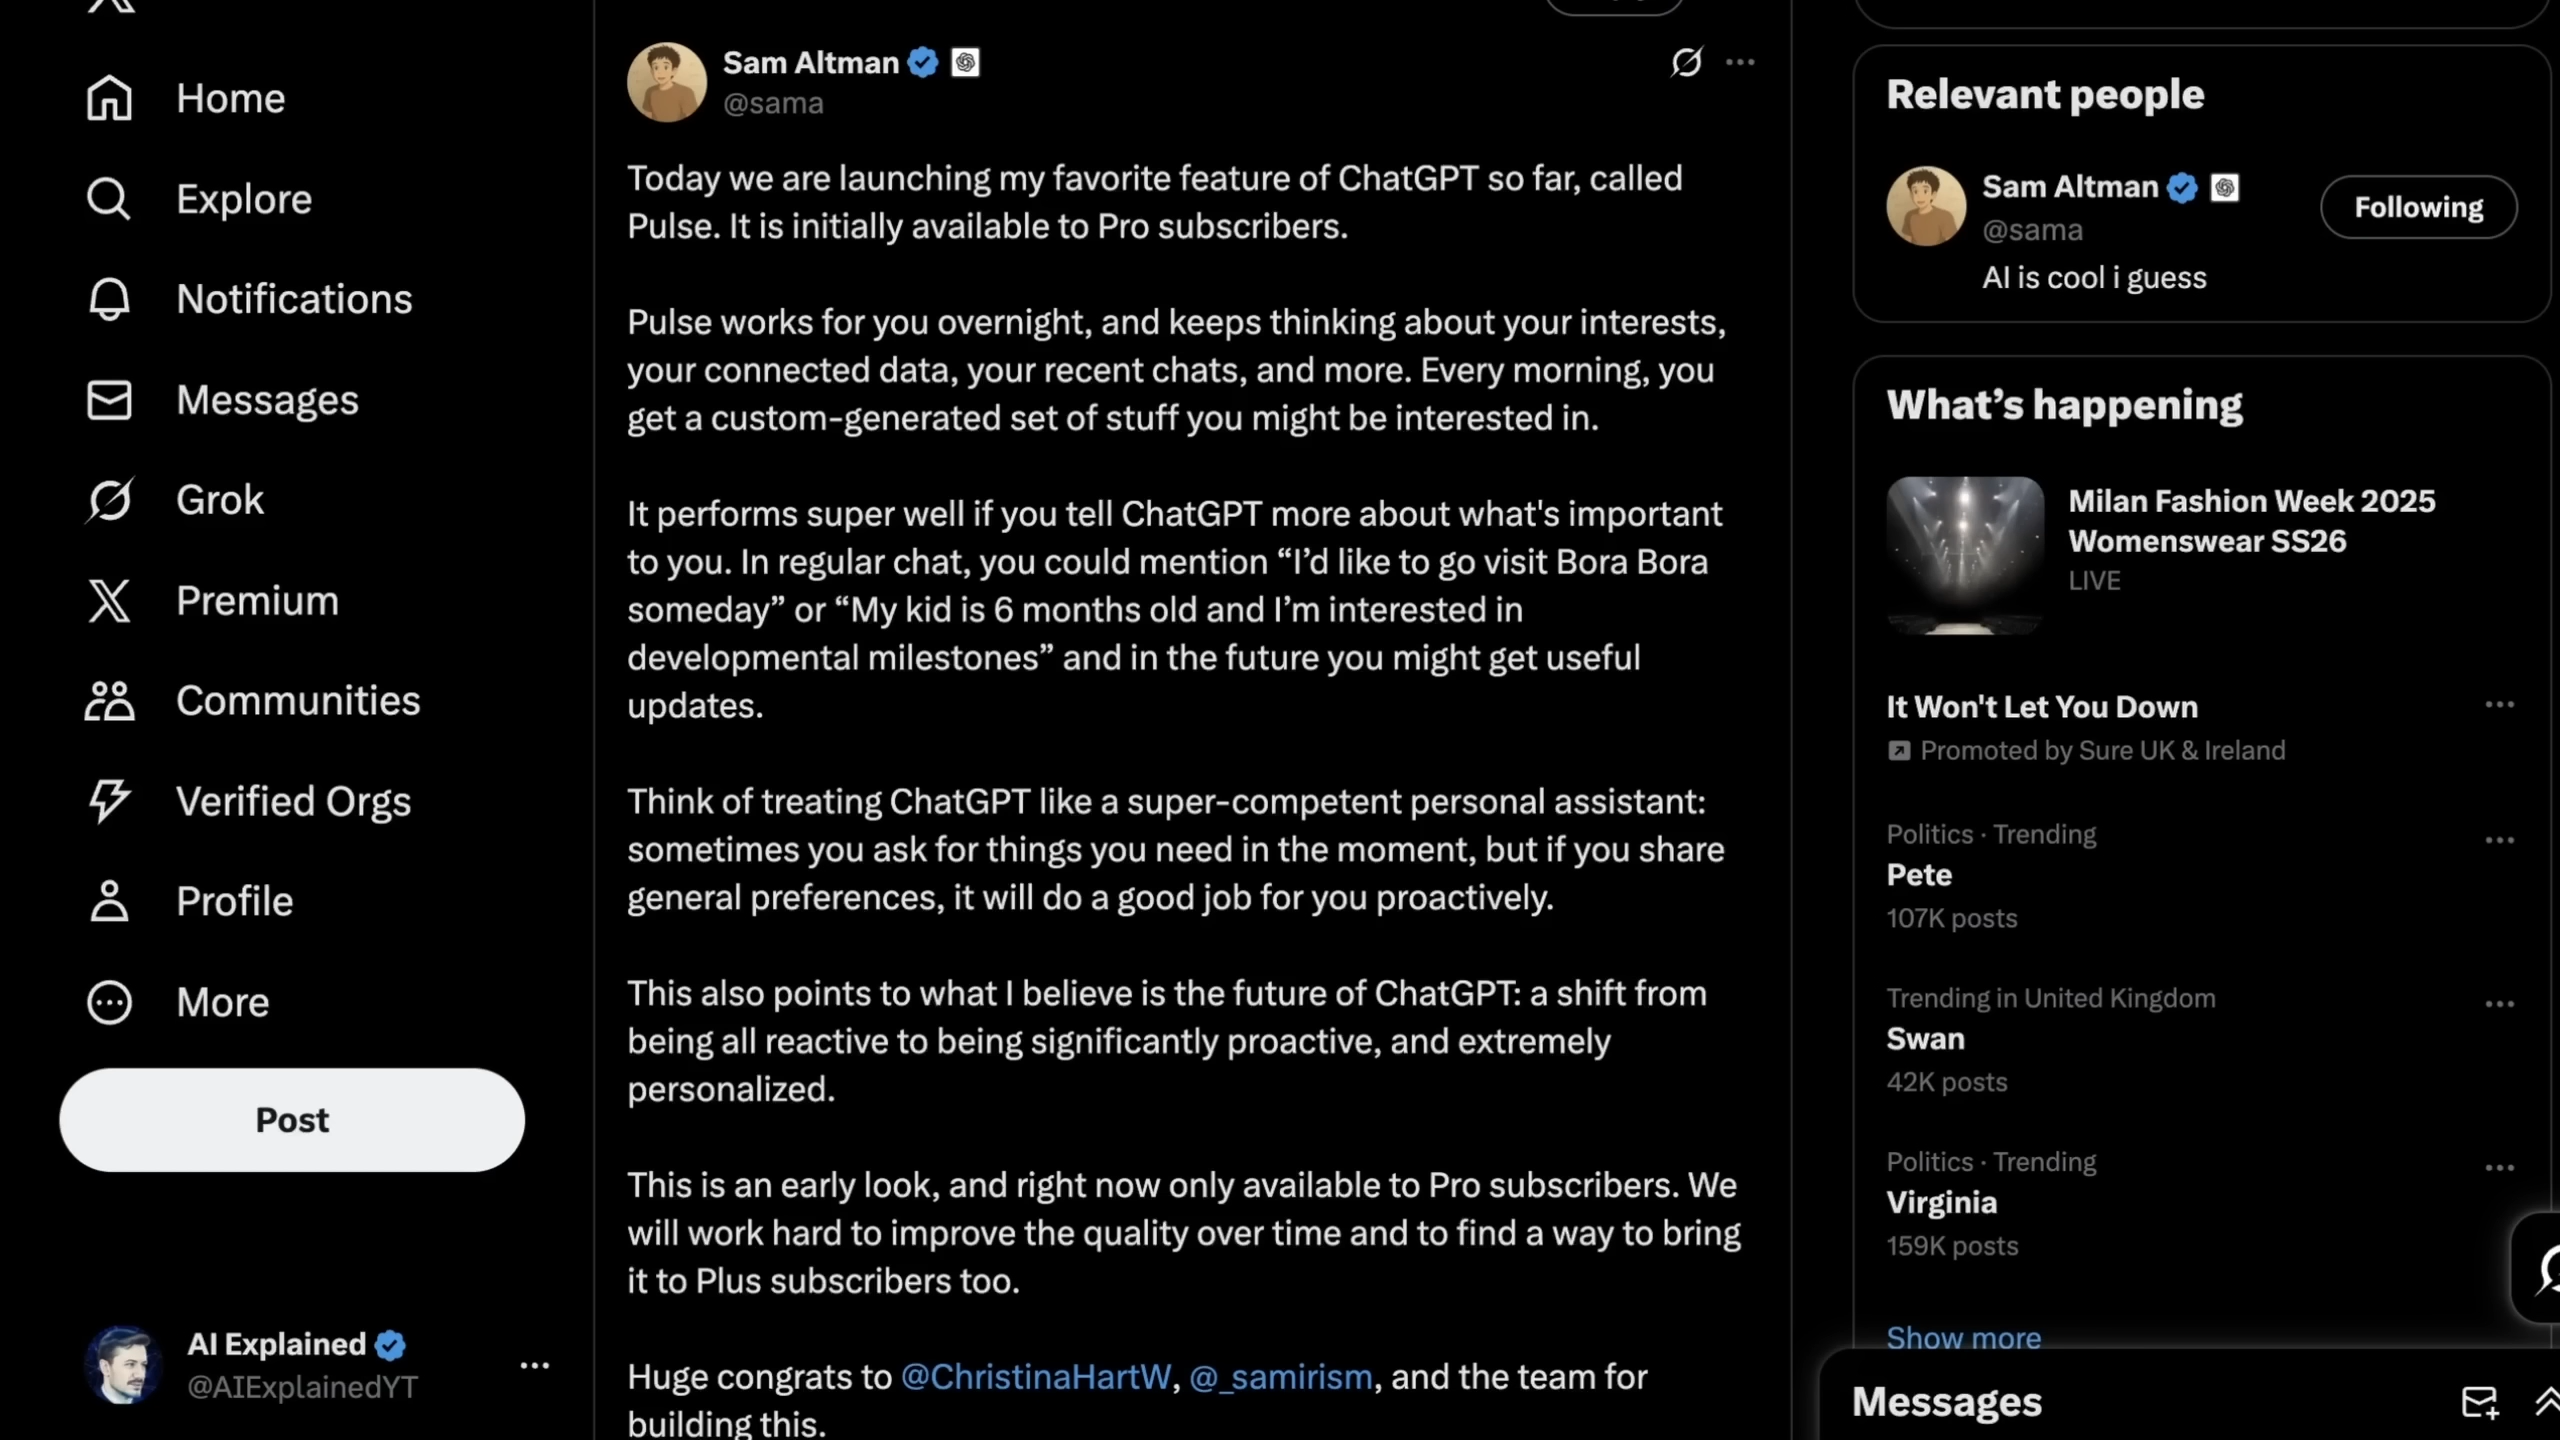 Home
Explore
Notifications
Messages
Grok
Premium
Communities
Verified Orgs
Profile
More
Post
AI Explained
@AIExplainedYT
Sam Altman
@sama
Today we are launching my favorite feature of ChatGPT so far, called
Pulse. It is initially available to Pro subscribers.
Pulse works for you overnight, and keeps thinking about your interests,
your connected data, your recent chats, and more. Every morning, you
get a custom-generated set of stuff you might be interested in.
It performs super well if you tell ChatGPT more about what's important
to you. In regular chat, you could mention “I’d like to go visit Bora Bora
someday” or “My kid is 6 months old and I’m interested in
developmental milestones” and in the future you might get useful
updates.
Think of treating ChatGPT like a super-competent personal assistant:
sometimes you ask for things you need in the moment, but if you share
general preferences, it will do a good job for you proactively.
This also points to what I believe is the future of ChatGPT: a shift from
being all reactive to being significantly proactive, and extremely
personalized.
This is an early look, and right now only available to Pro subscribers. We
will work hard to improve the quality over time and to find a way to bring
it to Plus subscribers too.
Huge congrats to @ChristinaHartW, @_samirism, and the team for
building this.
Relevant people
Sam Altman
@sama
Following
AI is cool i guess
What’s happening
Milan Fashion Week 2025
Womenswear SS26
LIVE
It Won't Let You Down
Promoted by Sure UK & Ireland
Politics · Trending
Pete
107K posts
Trending in United Kingdom
Swan
42K posts
Politics · Trending
Virginia
159K posts
Show more
Messages